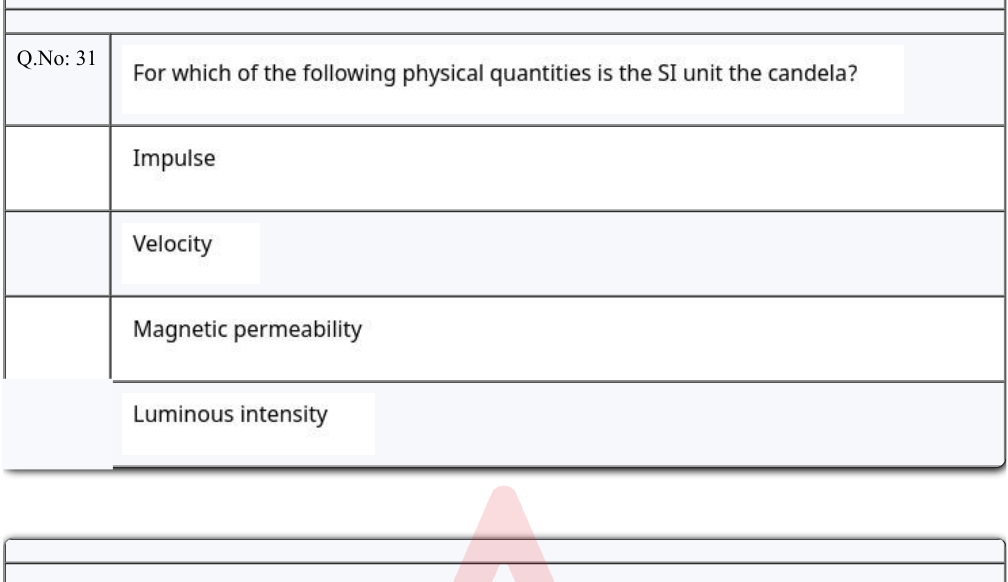 Q.No: 31
For which of the following physical quantities is the SI unit the candela?
Impulse
Velocity
Magnetic permeability
Luminous intensity